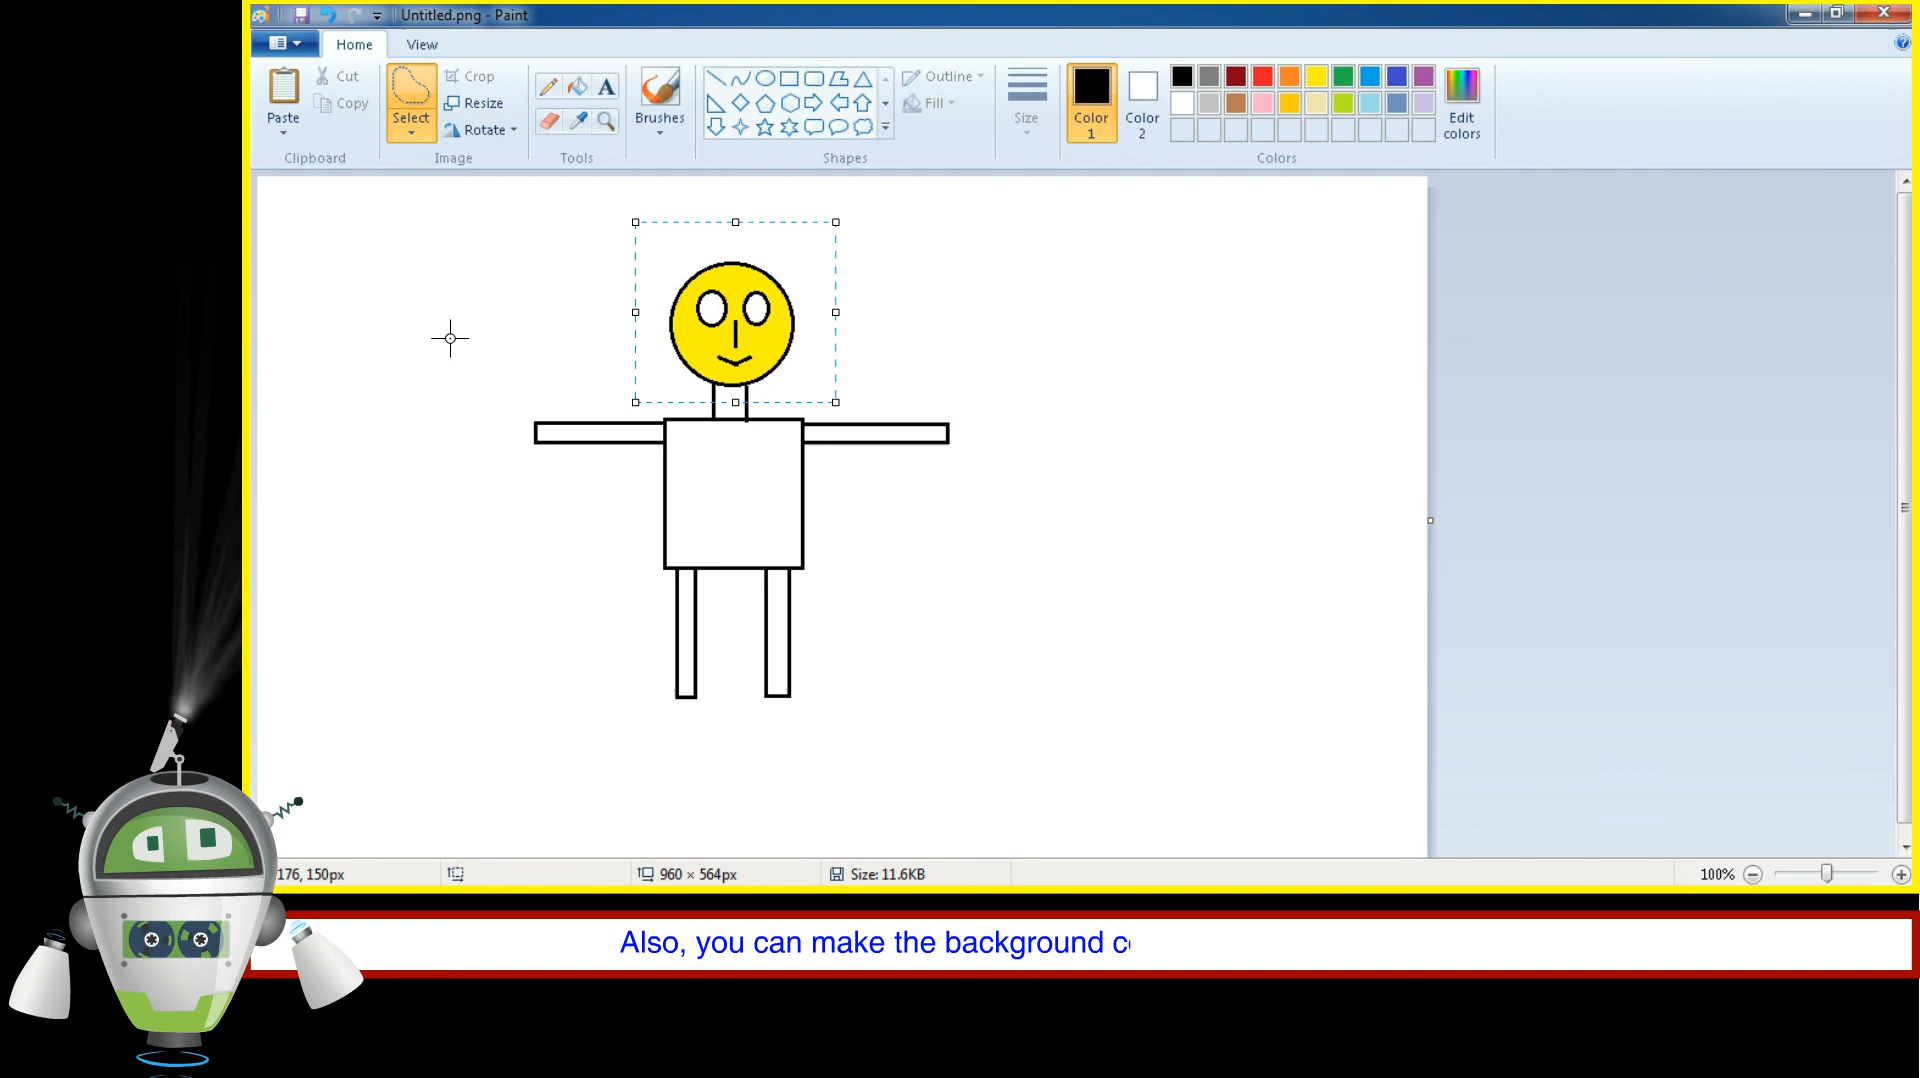 Untitled.png - Paint
Home
View
Paste
Cut
Copy
Clipboard
Select
Crop
Resize
Rotate
Image
A
Tools
Brushes
Shapes
Outline
Fill
Size
Color 1
Color 2
Edit colors
Colors
176, 150px
960 × 564px
Size: 11.6KB
100%
Also, you can make the background